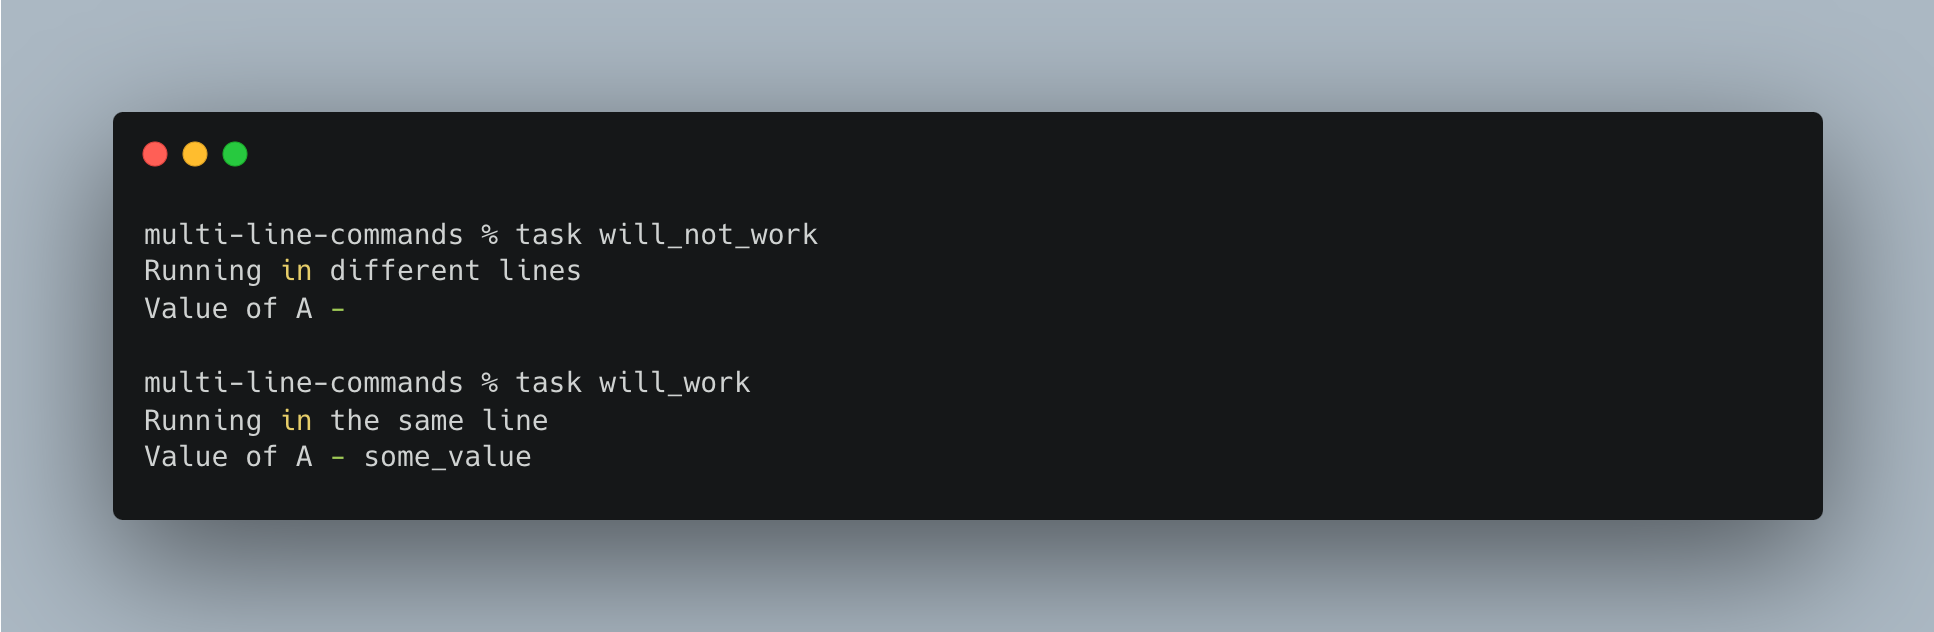 multi-line-commands % task will_not_work
Running in different lines
Value of A -
multi-line-commands % task will_work
Running in the same line
Value of A - some_value